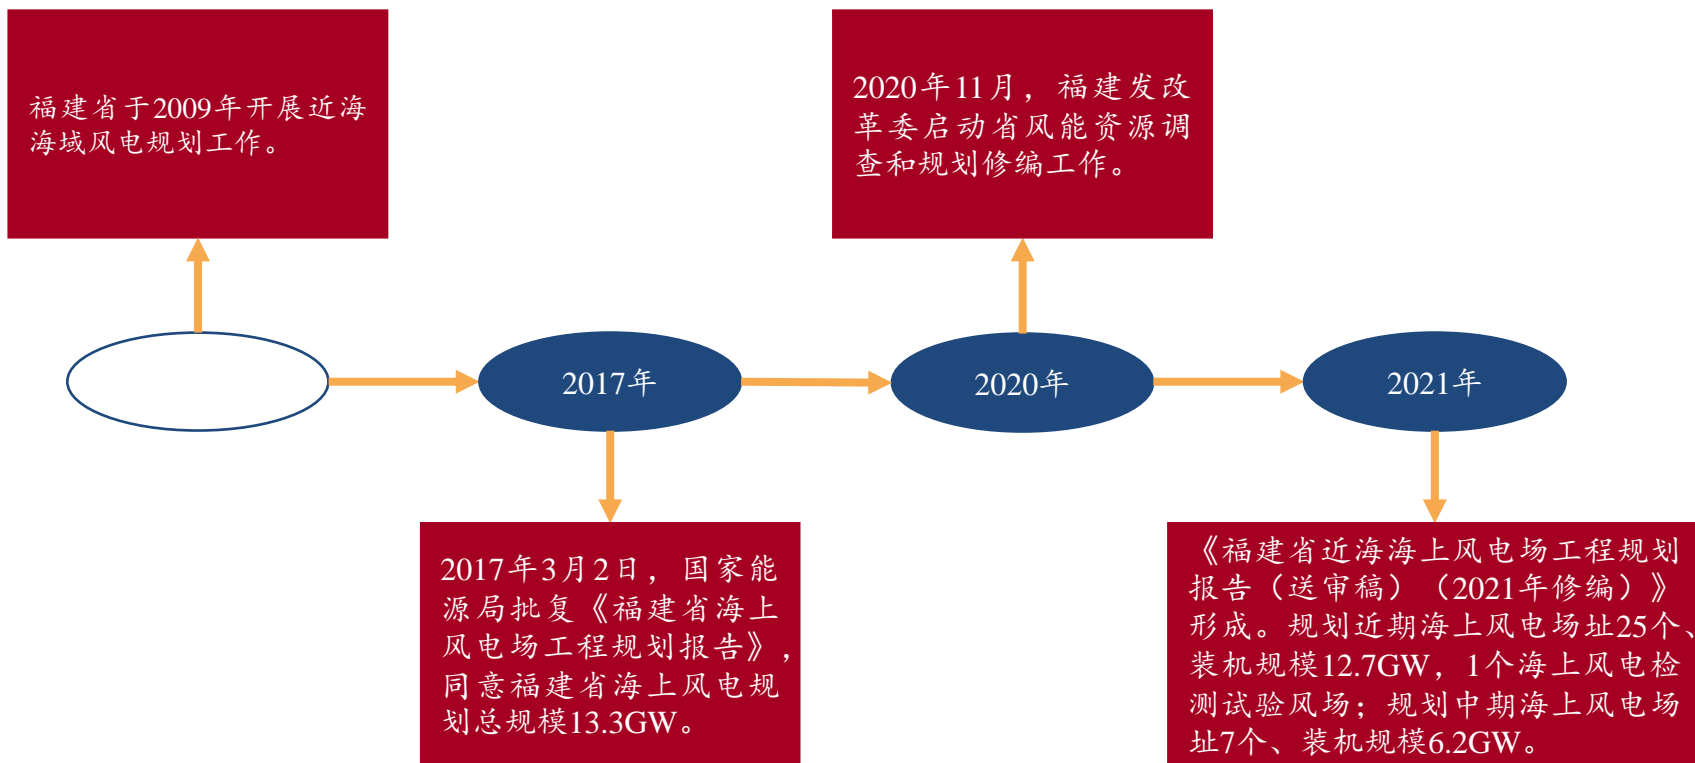 福建省于2009年开展近海
海域风电规划工作。
2020年11月，福建发改
革委启动省风能资源调
查和规划修编工作。
2017年
2020年
2021年
2017年3月2日，国家能
源局批复《福建省海上
风电场工程规划报告》，
同意福建省海上风电规
划总规模13.3GW。
《福建省近海海上风电场工程规划
报告（送审稿）（2021年修编）》
形成。规划近期海上风电场址25个、
装机规模12.7GW，1个海上风电检
测试验风场；规划中期海上风电场
址7个、装机规模6.2GW。